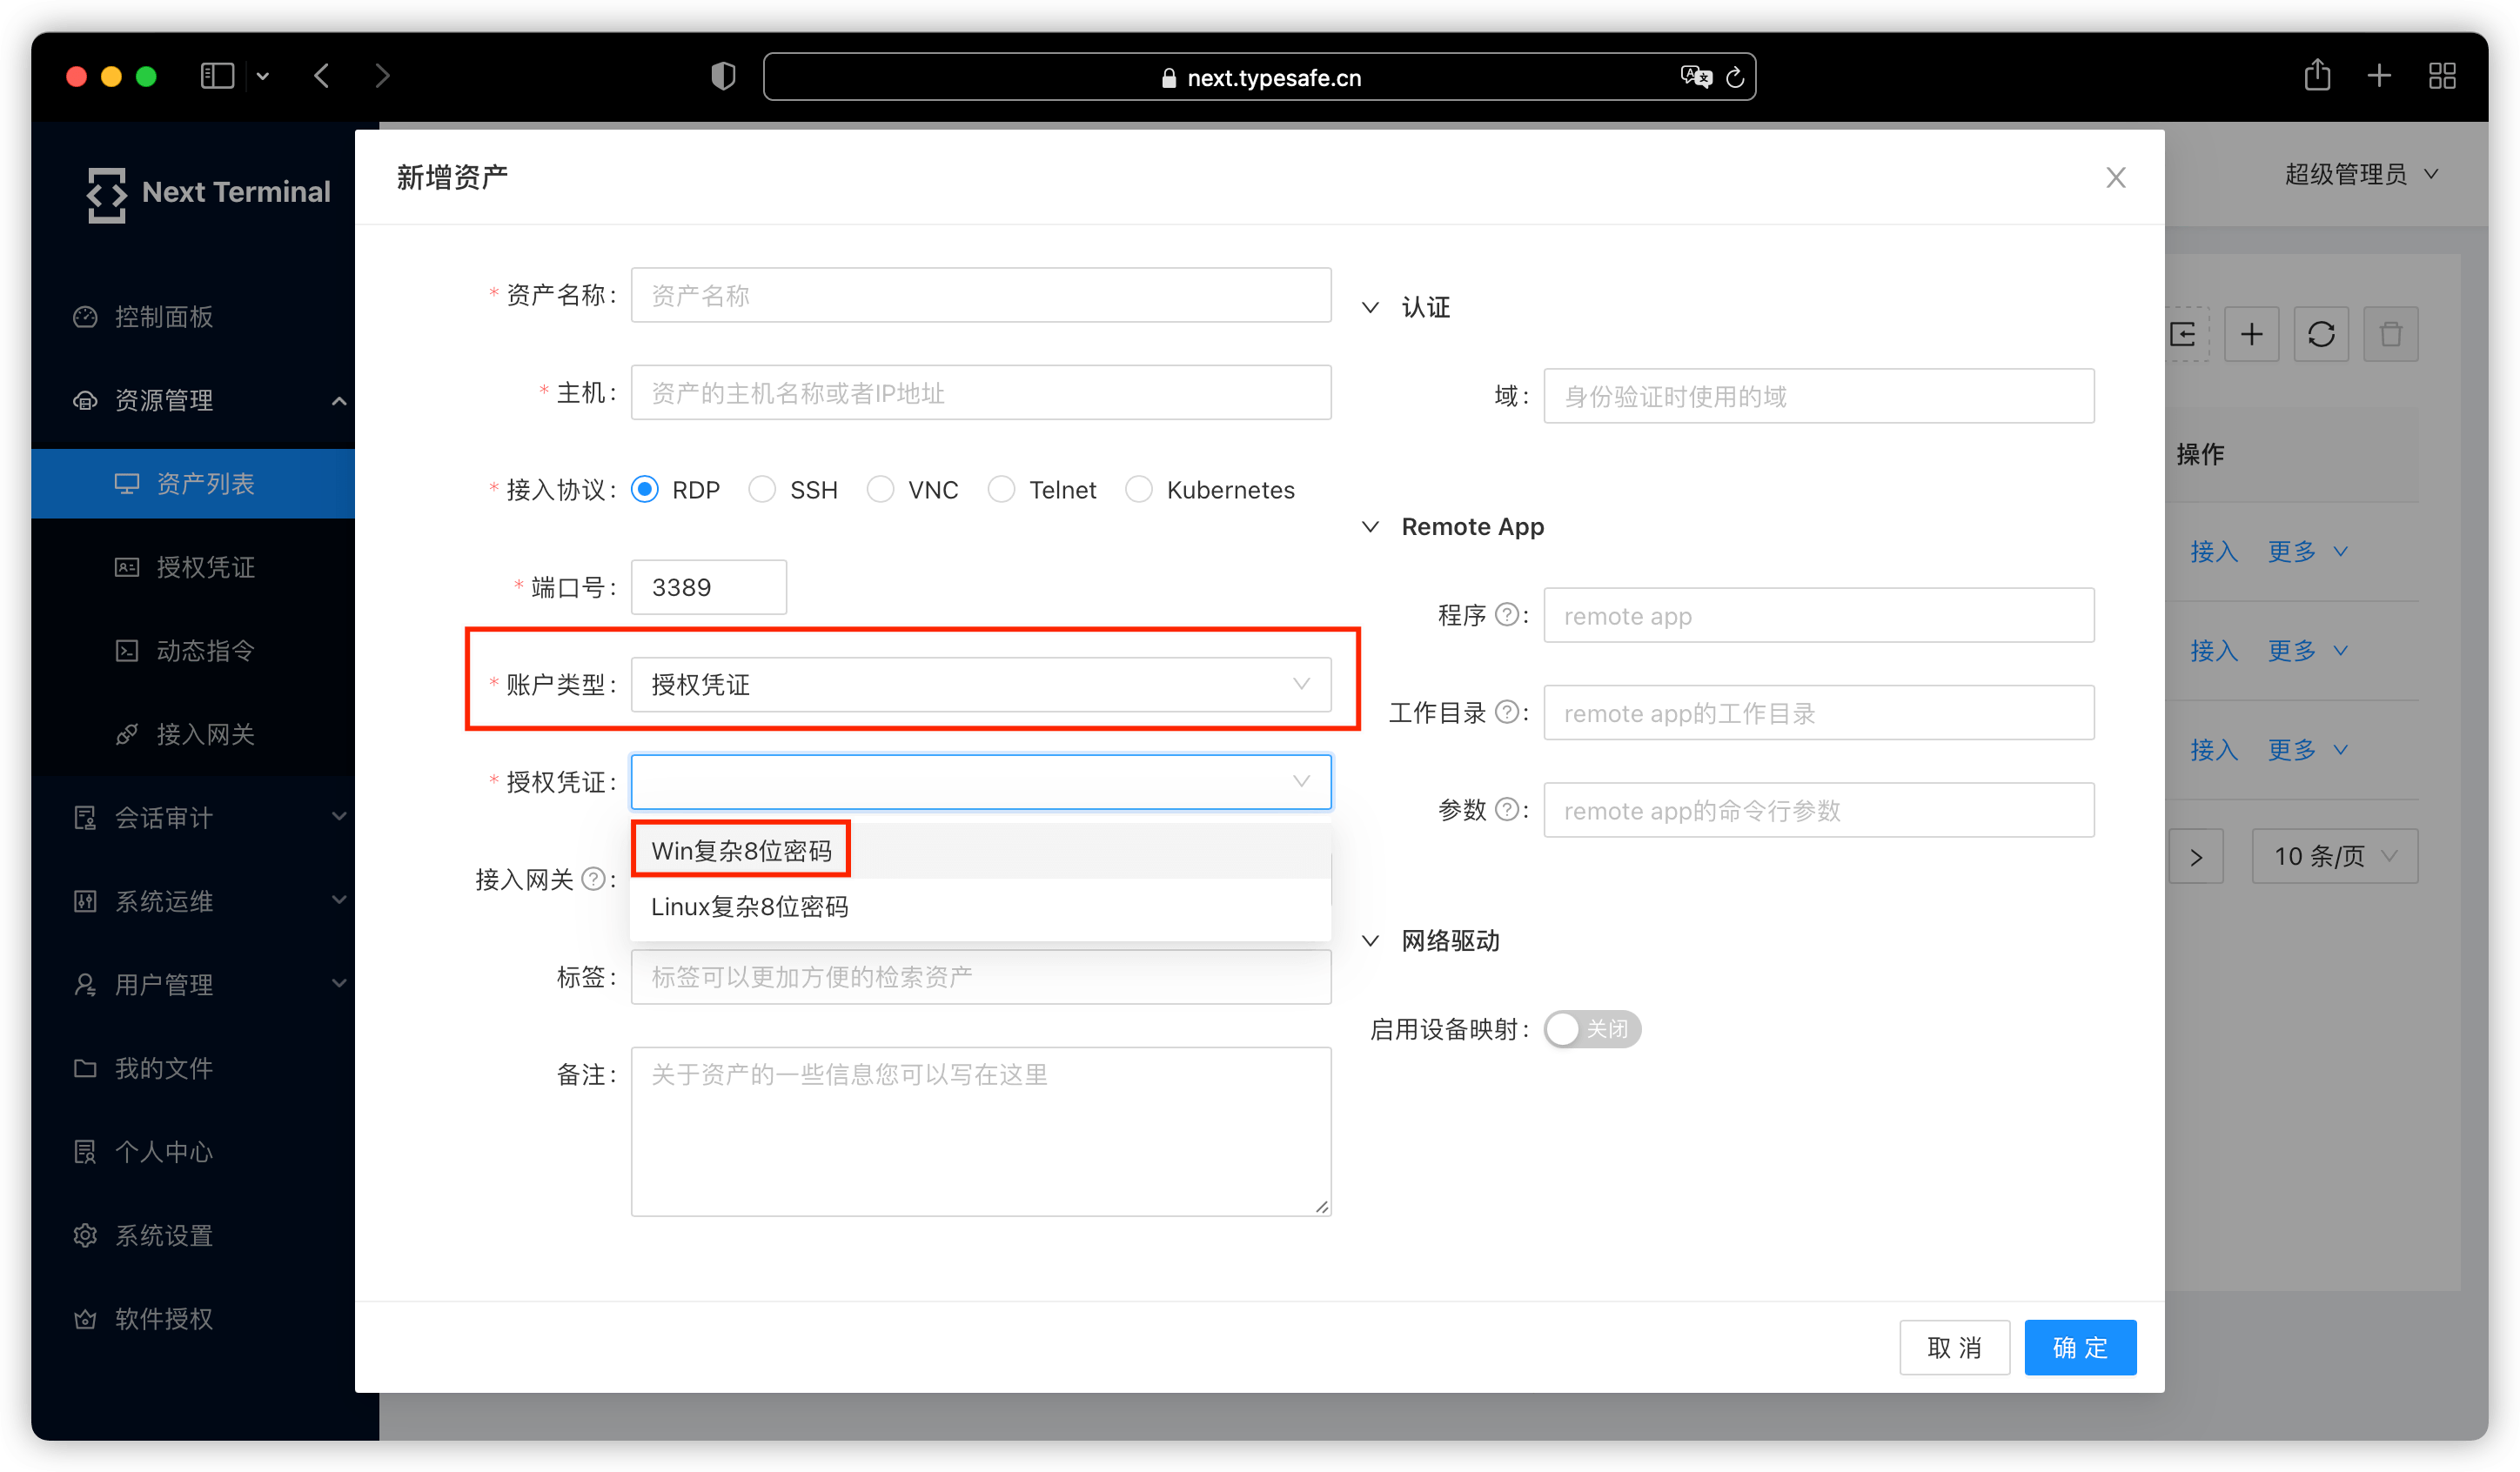 next.typesafe.cn
Next Terminal
超级管理员
控制面板
资源管理
资产列表
授权凭证
动态指令
接入网关
会话审计
系统运维
用户管理
我的文件
个人中心
系统设置
软件授权
新增资产
* 资产名称: 资产名称
* 主机: 资产的主机名称或者IP地址
* 接入协议: RDP SSH VNC Telnet Kubernetes
* 端口号: 3389
* 账户类型: 授权凭证
* 授权凭证:
Win复杂8位密码
Linux复杂8位密码
接入网关 ? :
标签: 标签可以更加方便的检索资产
备注: 关于资产的一些信息您可以写在这里
认证
域: 身份验证时使用的域
Remote App
程序 ? : remote app
工作目录 ? : remote app的工作目录
参数 ? : remote app的命令行参数
网络驱动
启用设备映射: 关闭
取 消 确 定
操作
接入 更多
接入 更多
接入 更多
10 条/页